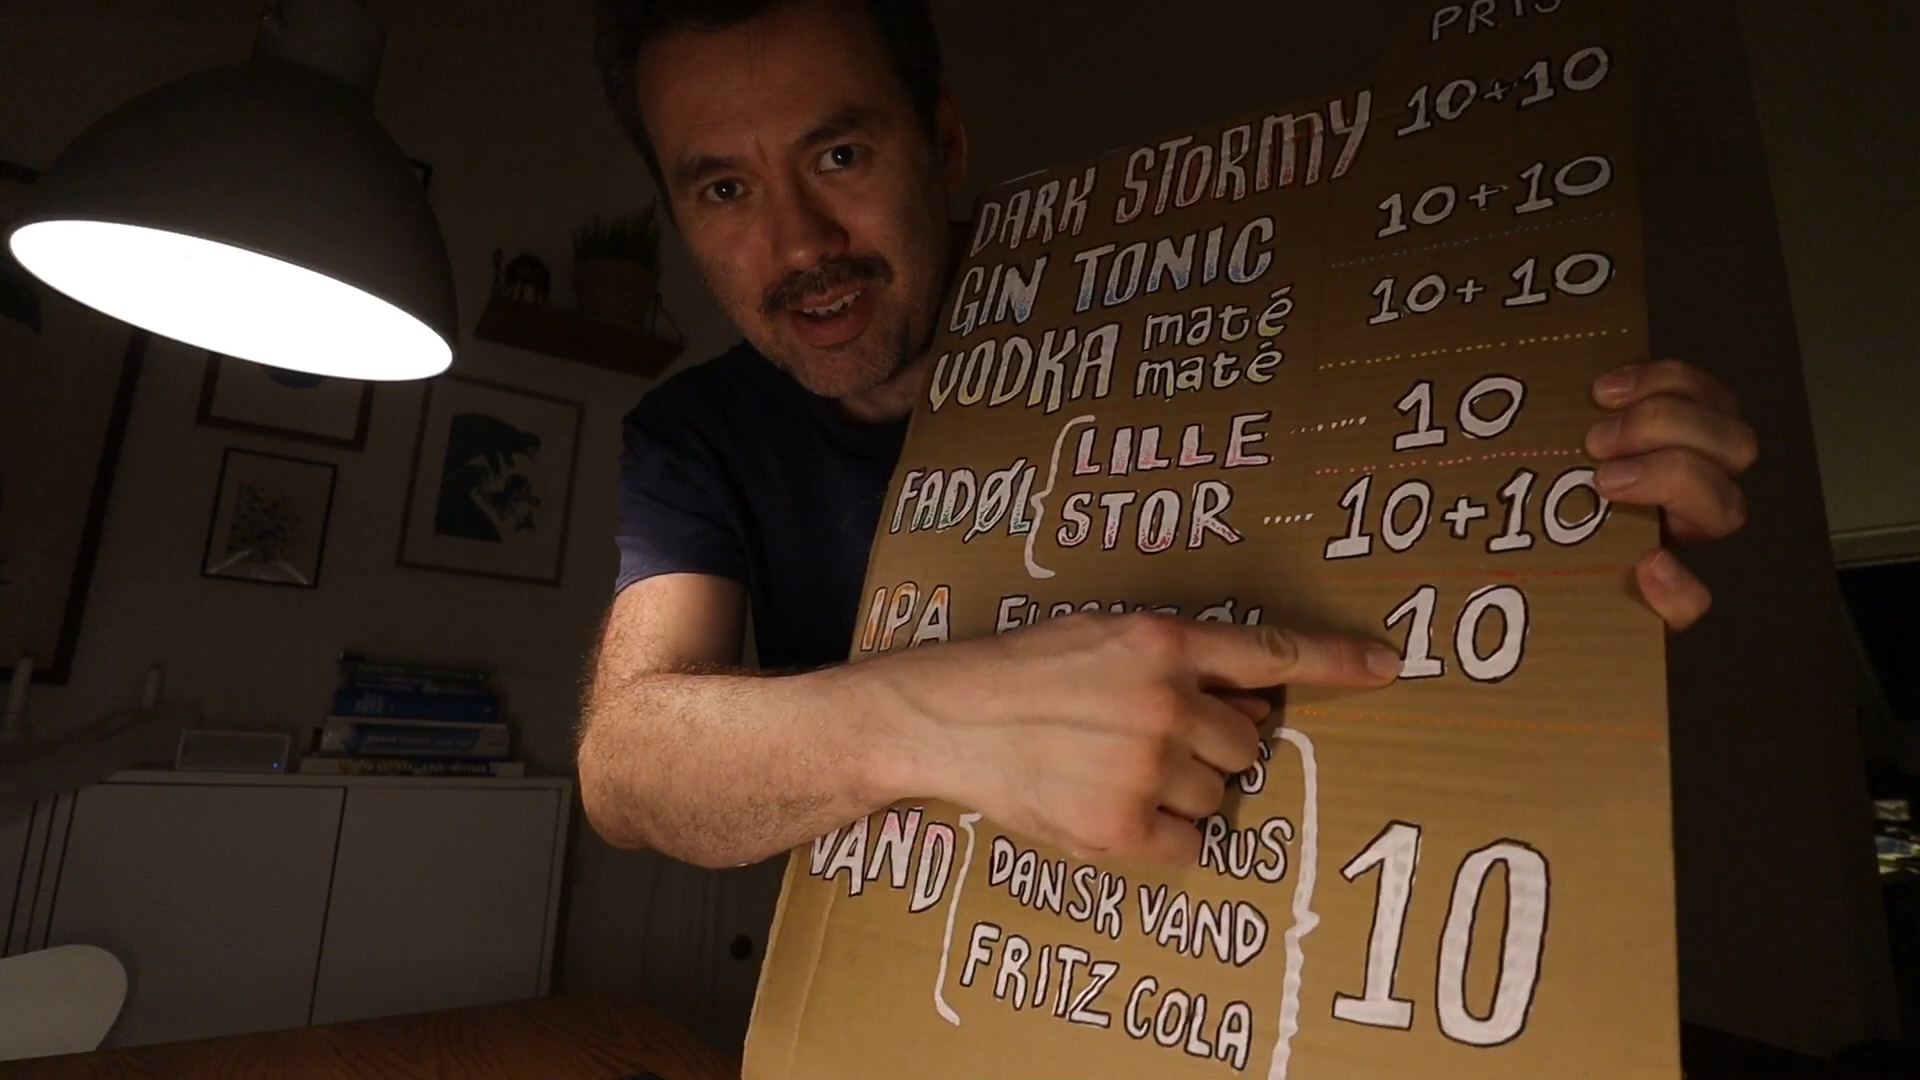 PRIS
DARK STORMY 10+10
GIN TONIC 10+10
VODKA maté 10+10
maté
FADØL LILLE ...... 10
STOR ..... 10+10
IPA 10
VAND
DANSK VAND 10
FRITZ COLA